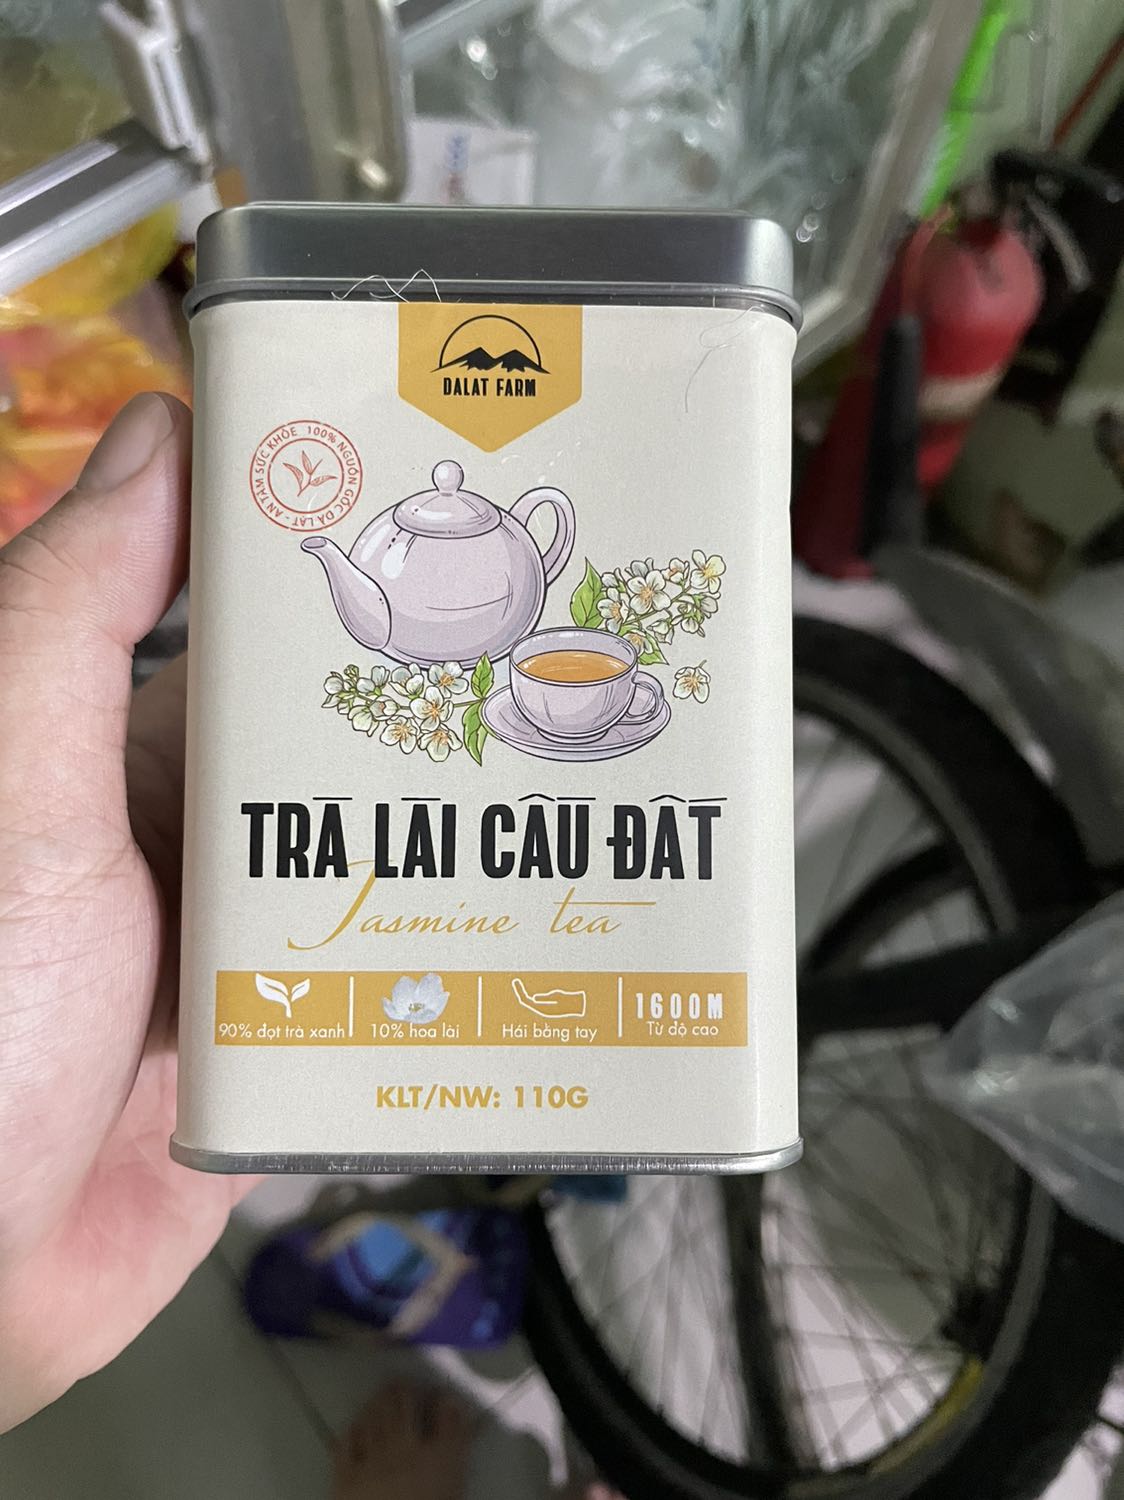 DALAT FARM
AN TÂM SỨC KHỎE 100% NGUỒN GỐC ĐÀ LẠT -
TRÀ LÀI CẦU ĐẤT
Jasmine tea
90% đọt trà xanh
10% hoa lài
Hái bằng tay
1600M
Từ độ cao
KLT/NW: 110G